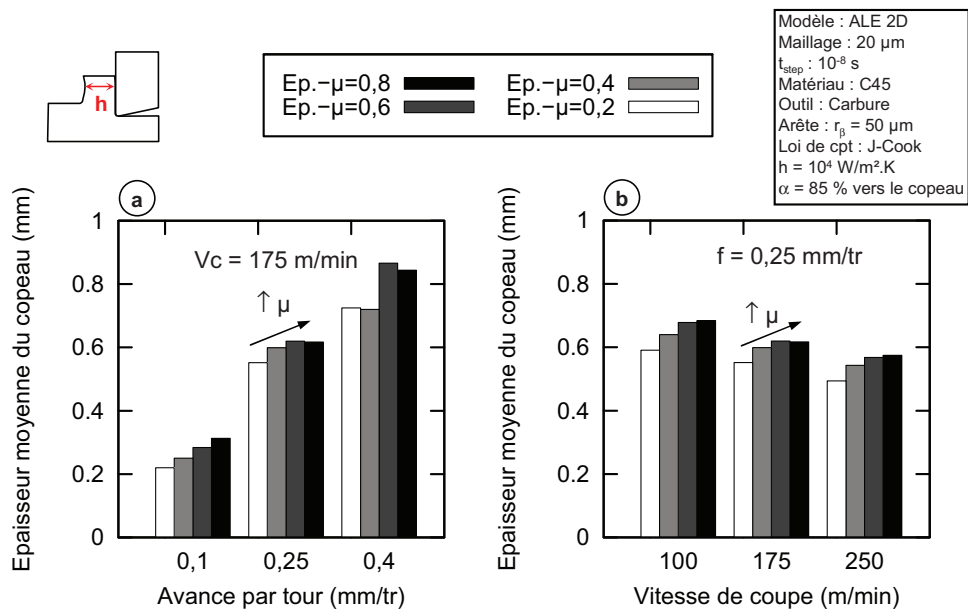 h
Ep.−μ=0,8
Ep.−μ=0,6
Ep.−μ=0,4
Ep.−μ=0,2
Modèle : ALE 2D
Maillage : 20 μm
tstep : 10⁻⁸ s
Matériau : C45
Outil : Carbure
Arête : rβ = 50 μm
Loi de cpt : J-Cook
h = 10⁴ W/m².K
α = 85 % vers le copeau
a
Epaisseur moyenne du copeau (mm)
1
0.8
0.6
0.4
0.2
0
Vc = 175 m/min
↑ μ
0,1
0,25
0,4
Avance par tour (mm/tr)
b
Epaisseur moyenne du copeau (mm)
1
0.8
0.6
0.4
0.2
0
f = 0,25 mm/tr
↑ μ
100
175
250
Vitesse de coupe (m/min)